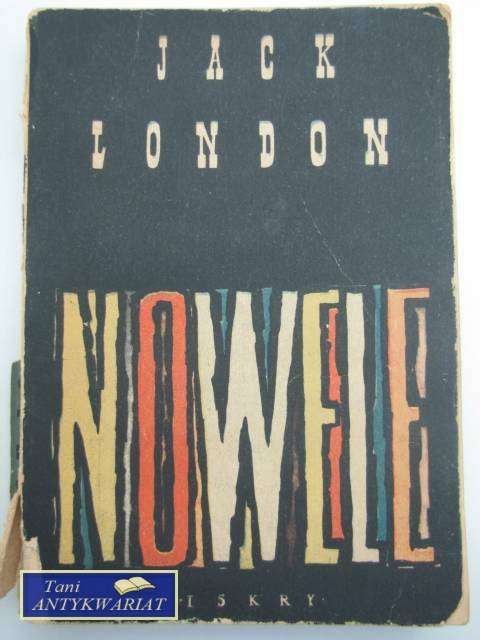 JACK
LONDON
NOWELE
ISKRY
Tani
ANTYKWARIAT